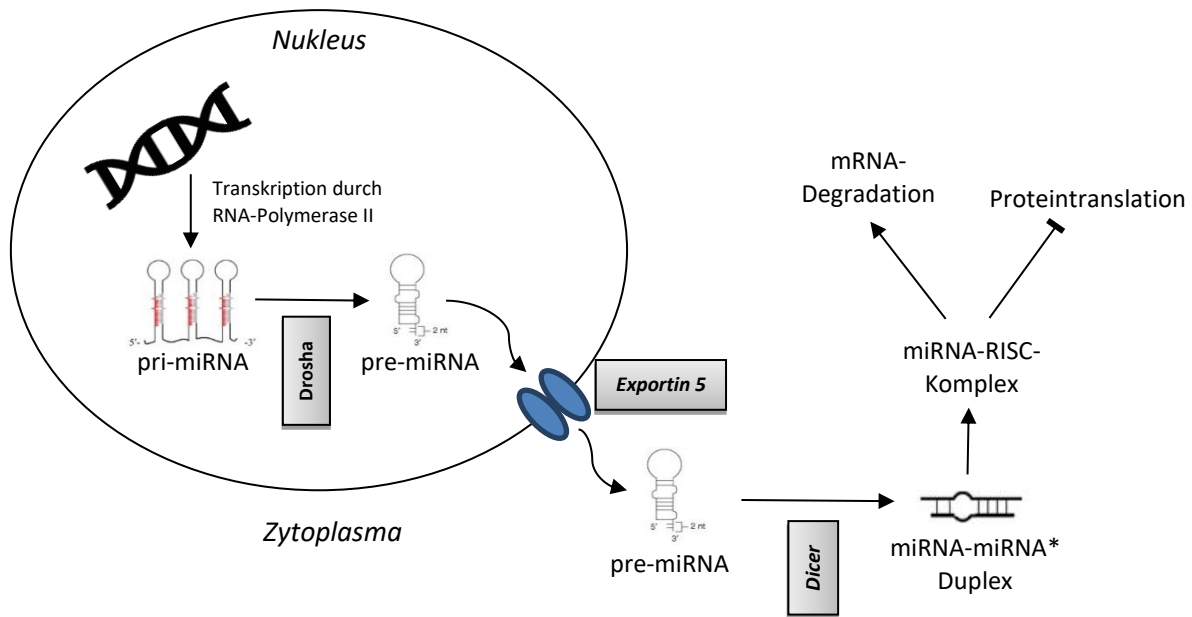 Nukleus
Transkription durch
RNA-Polymerase II
5'-
-3'
pri-miRNA
Drosha
5'
2 nt
3'
pre-miRNA
Exportin 5
Zytoplasma
5'
2 nt
3'
pre-miRNA
Dicer
miRNA-miRNA*
Duplex
miRNA-RISC-
Komplex
mRNA-
Degradation
Proteintranslation